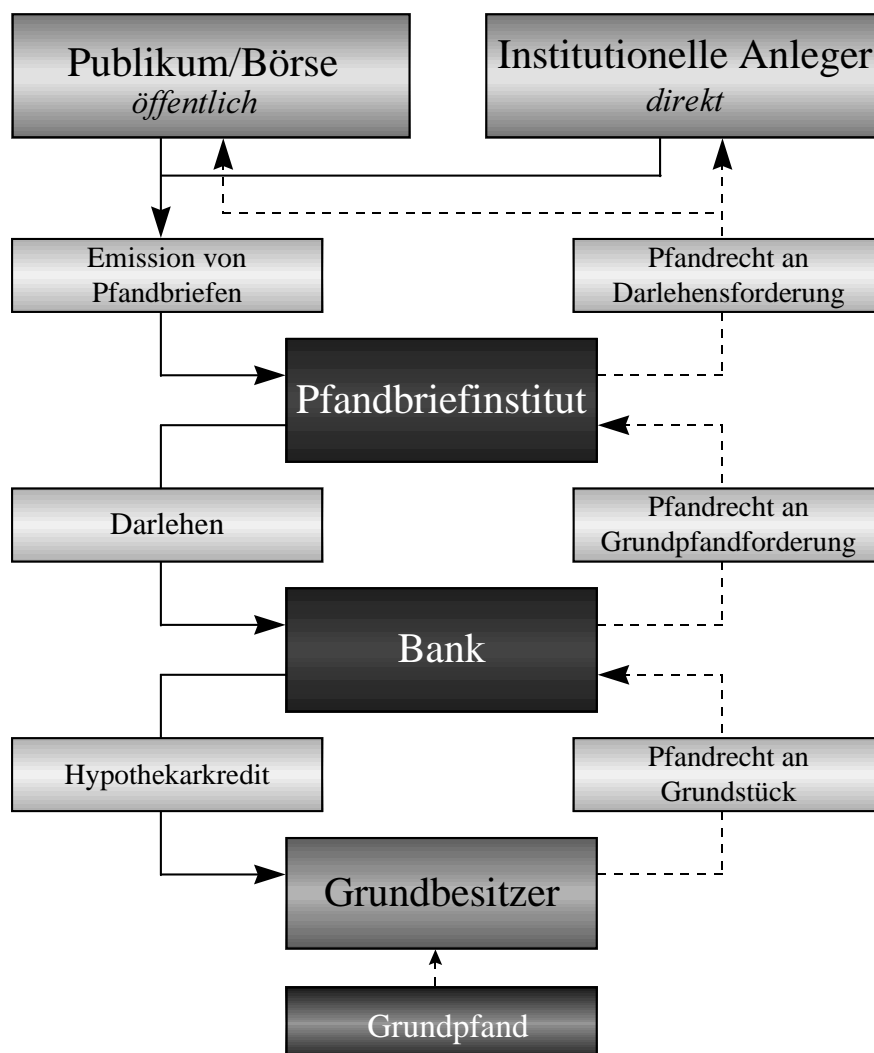 Publikum/Börse
öffentlich
Institutionelle Anleger
direkt
Emission von
Pfandbriefen
Pfandrecht an
Darlehensforderung
Pfandbriefinstitut
Darlehen
Pfandrecht an
Grundpfandforderung
Bank
Hypothekarkredit
Pfandrecht an
Grundstück
Grundbesitzer
Grundpfand